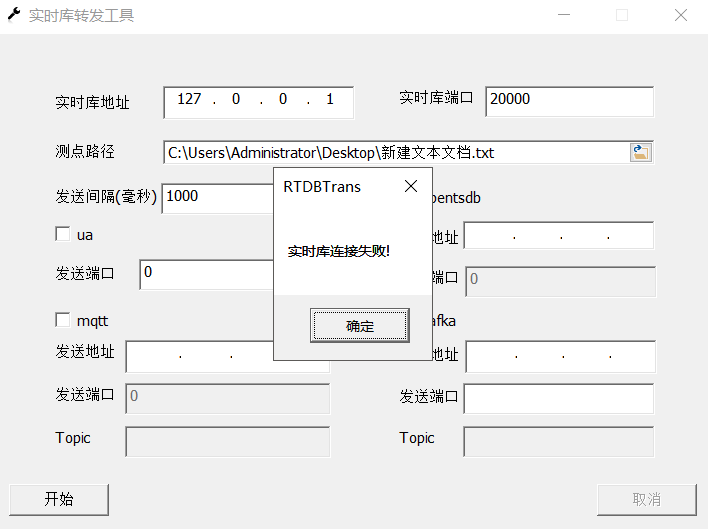 实时库转发工具
实时库地址 127 . 0 . 0 . 1 实时库端口 20000
测点路径 C:\Users\Administrator\Desktop\新建文本文档.txt
RTDBTrans
发送间隔(毫秒) 1000 pentsdb
ua 地址 . . .
实时库连接失败!
发送端口 0 端口 0
mqtt afka
确定
发送地址 . . 地址 . . .
发送端口 0 发送端口
Topic Topic
开始 取消